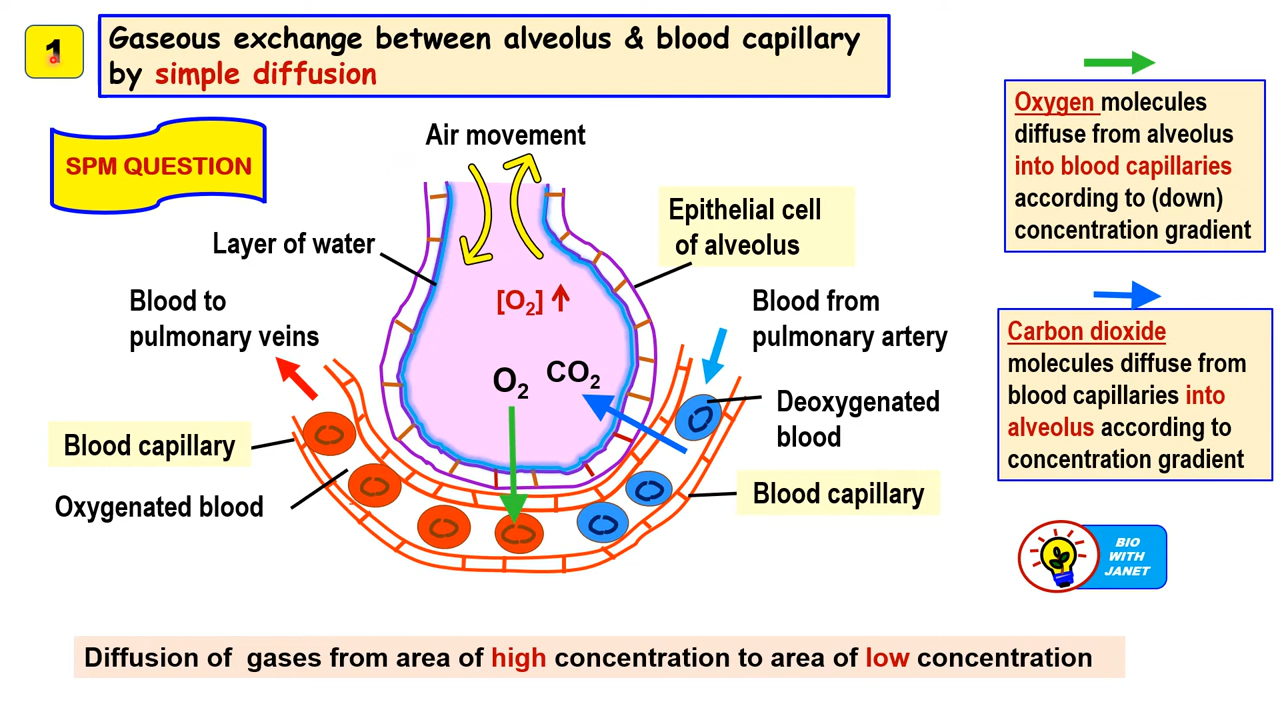 1
Gaseous exchange between alveolus & blood capillary
by simple diffusion
SPM QUESTION
Air movement
Layer of water
Epithelial cell
of alveolus
Blood to
pulmonary veins
[O₂] ↑
Blood from
pulmonary artery
O₂
CO₂
Deoxygenated
blood
Blood capillary
Oxygenated blood
Blood capillary
Oxygen molecules
diffuse from alveolus
into blood capillaries
according to (down)
concentration gradient
Carbon dioxide
molecules diffuse from
blood capillaries into
alveolus according to
concentration gradient
BIO
WITH
JANET
Diffusion of gases from area of high concentration to area of low concentration